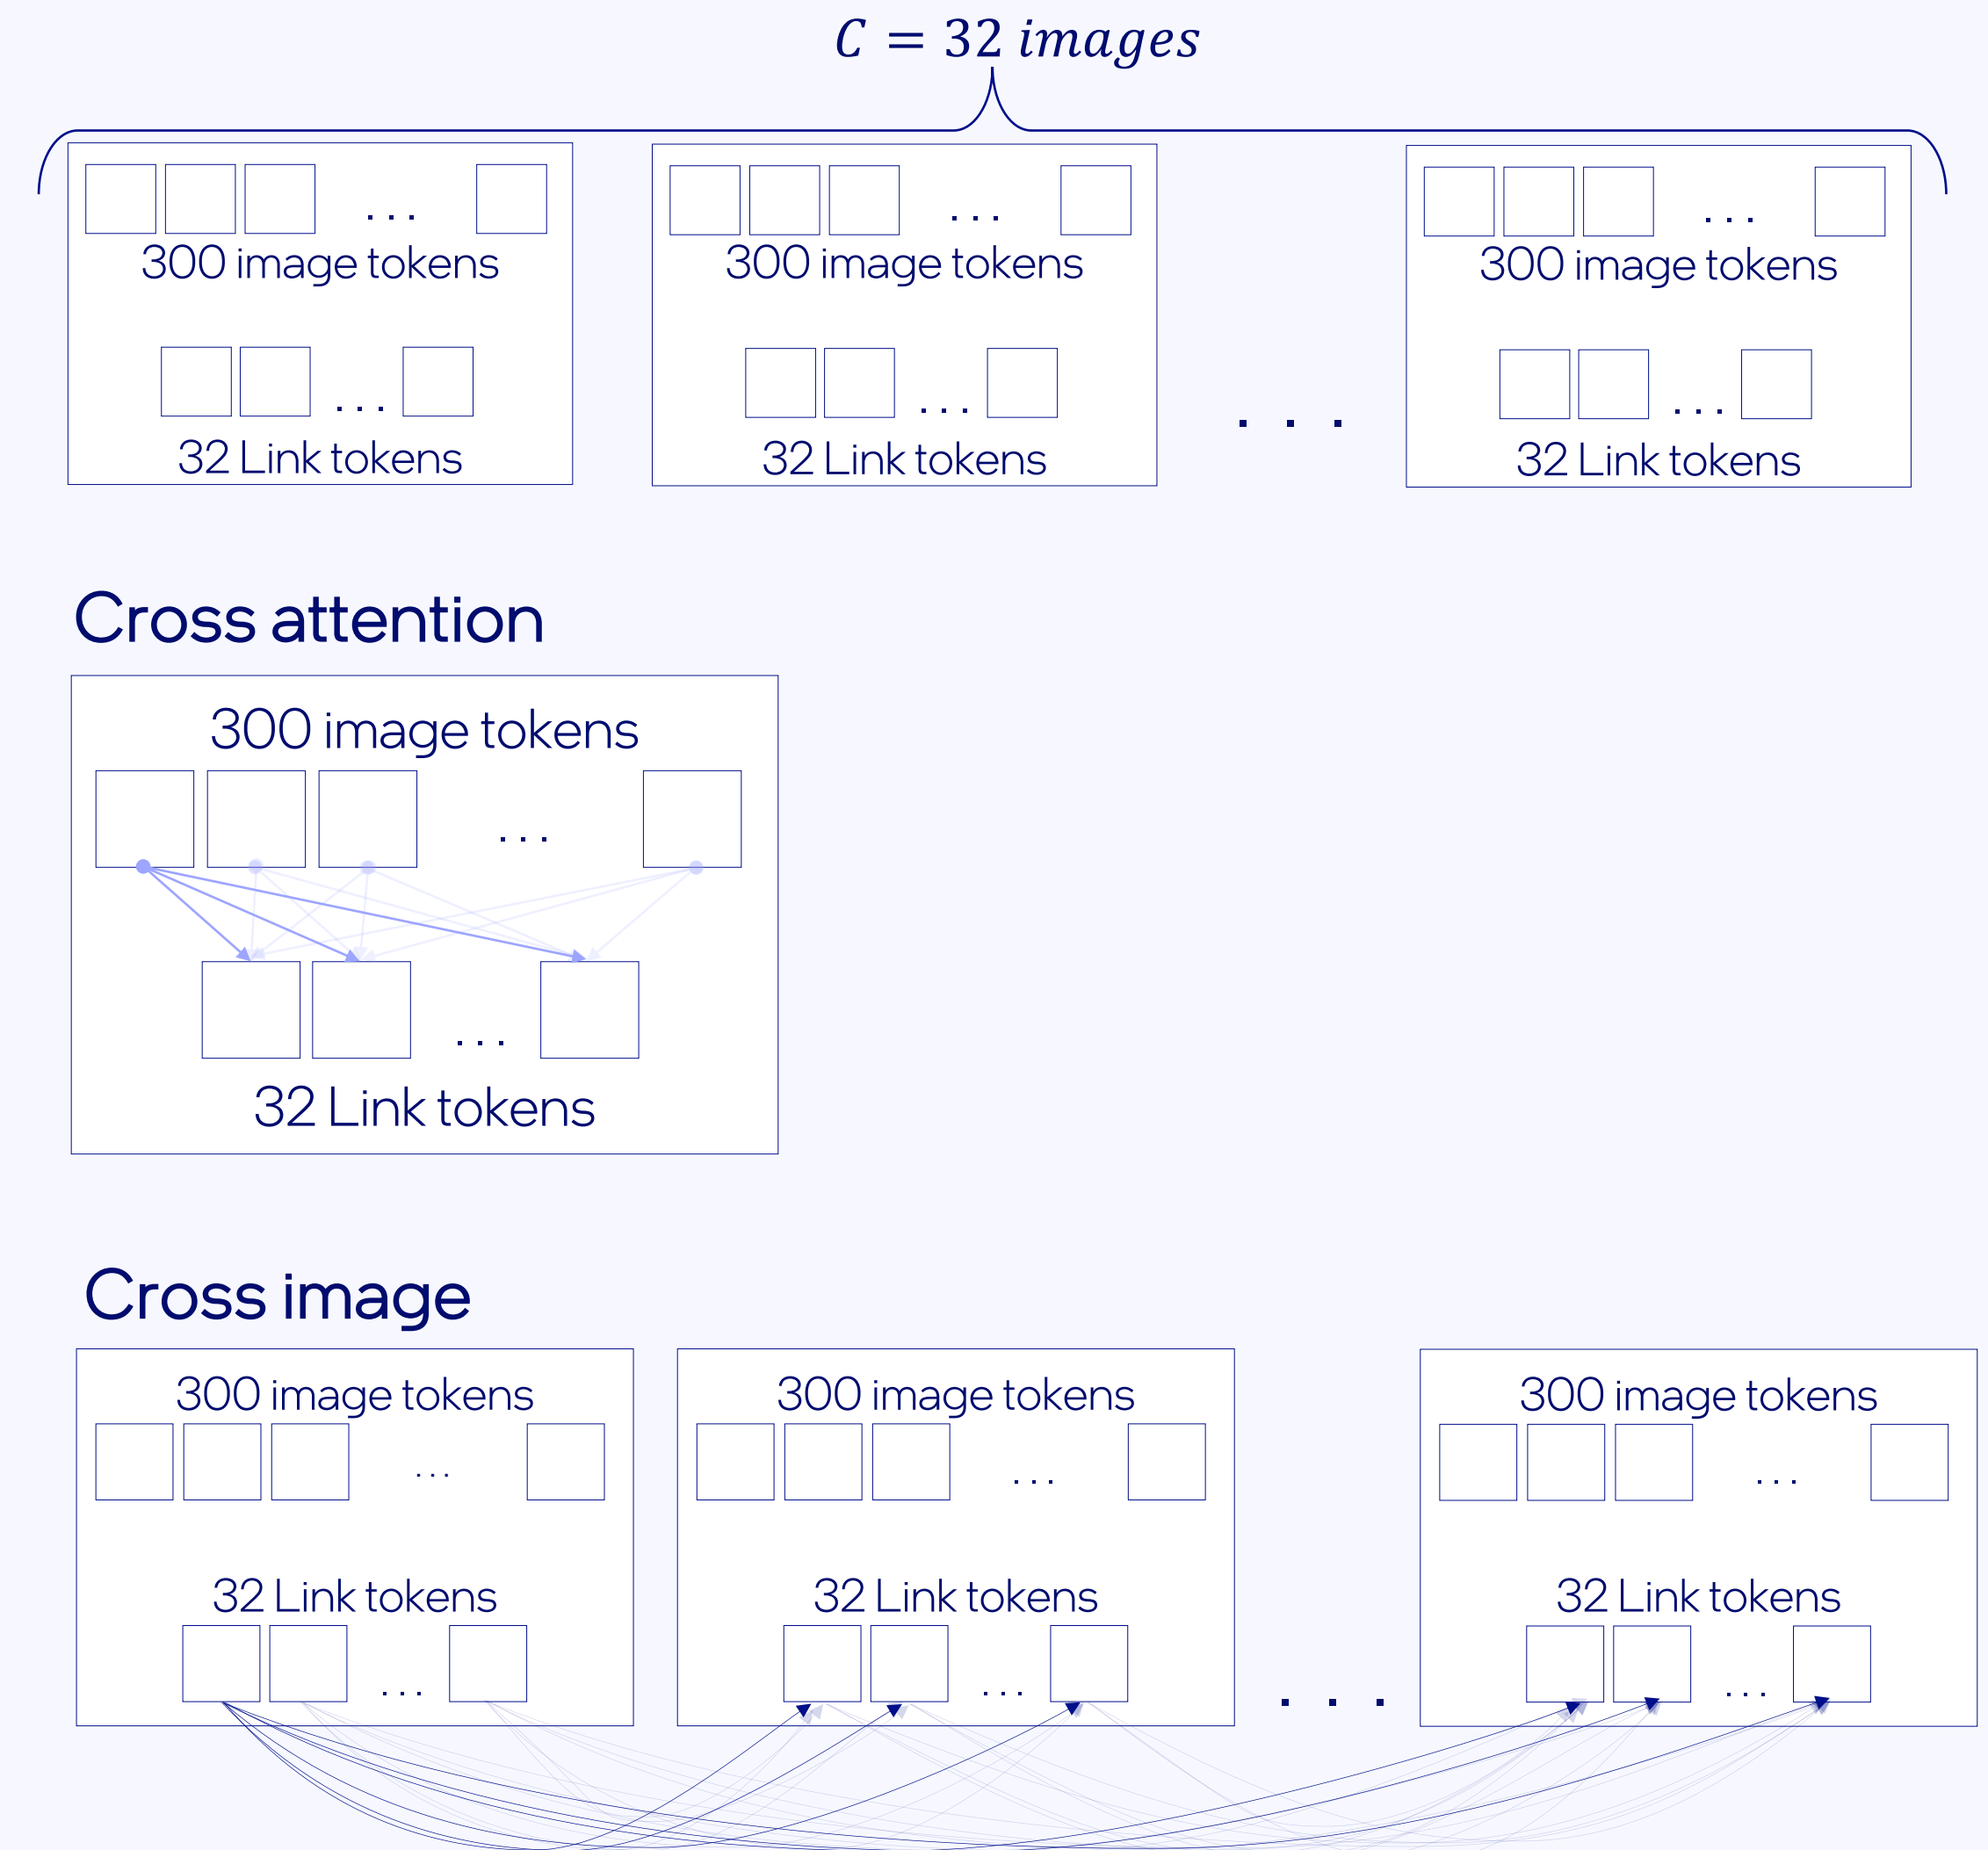 C = 32 images
300 image tokens
32 Link tokens
300 image tokens
32 Link tokens
. . .
300 image tokens
32 Link tokens
Cross attention
300 image tokens
. . .
. . .
32 Link tokens
Cross image
300 image tokens
. . .
32 Link tokens
. . .
300 image tokens
. . .
32 Link tokens
. . .
. . .
300 image tokens
. . .
32 Link tokens
. . .